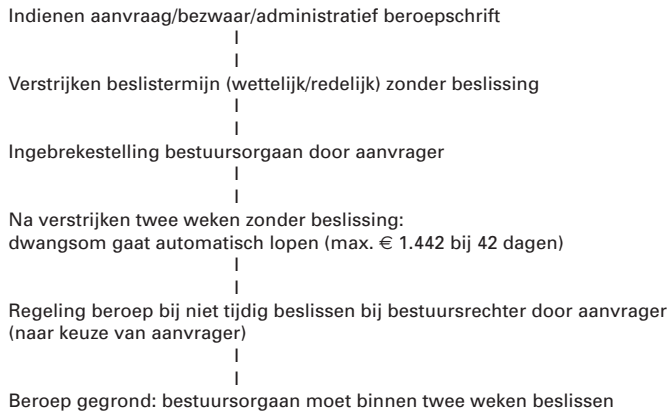 Indienen aanvraag/bezwaar/administratief beroepschrift
I
I
Verstrijken beslistermijn (wettelijk/redelijk) zonder beslissing
I
I
Ingebrekestelling bestuursorgaan door aanvrager
I
I
Na verstrijken twee weken zonder beslissing:
dwangsom gaat automatisch lopen (max. € 1.442 bij 42 dagen)
I
I
Regeling beroep bij niet tijdig beslissen bij bestuursrechter door aanvrager
(naar keuze van aanvrager)
I
I
Beroep gegrond: bestuursorgaan moet binnen twee weken beslissen